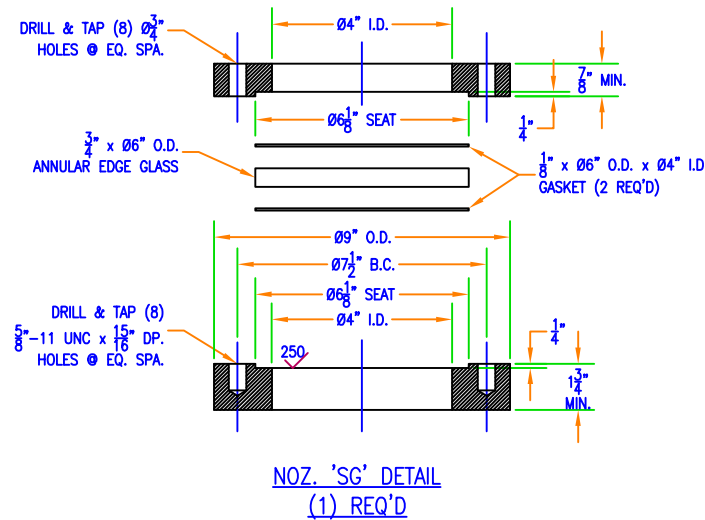 DRILL & TAP (8) Ø3/4"
HOLES @ EQ. SPA.
Ø4" I.D.
7/8" MIN.
1/4"
Ø6 1/8" SEAT
3/4" x Ø6" O.D.
ANNULAR EDGE GLASS
1/8" x Ø6" O.D. x Ø4" I.D
GASKET (2 REQ'D)
Ø9" O.D.
Ø7 1/2" B.C.
Ø6 1/8" SEAT
Ø4" I.D.
DRILL & TAP (8)
5/8"-11 UNC x 15/16" DP.
HOLES @ EQ. SPA.
250
1/4"
1 3/4"
MIN.
NOZ. 'SG' DETAIL
(1) REQ'D